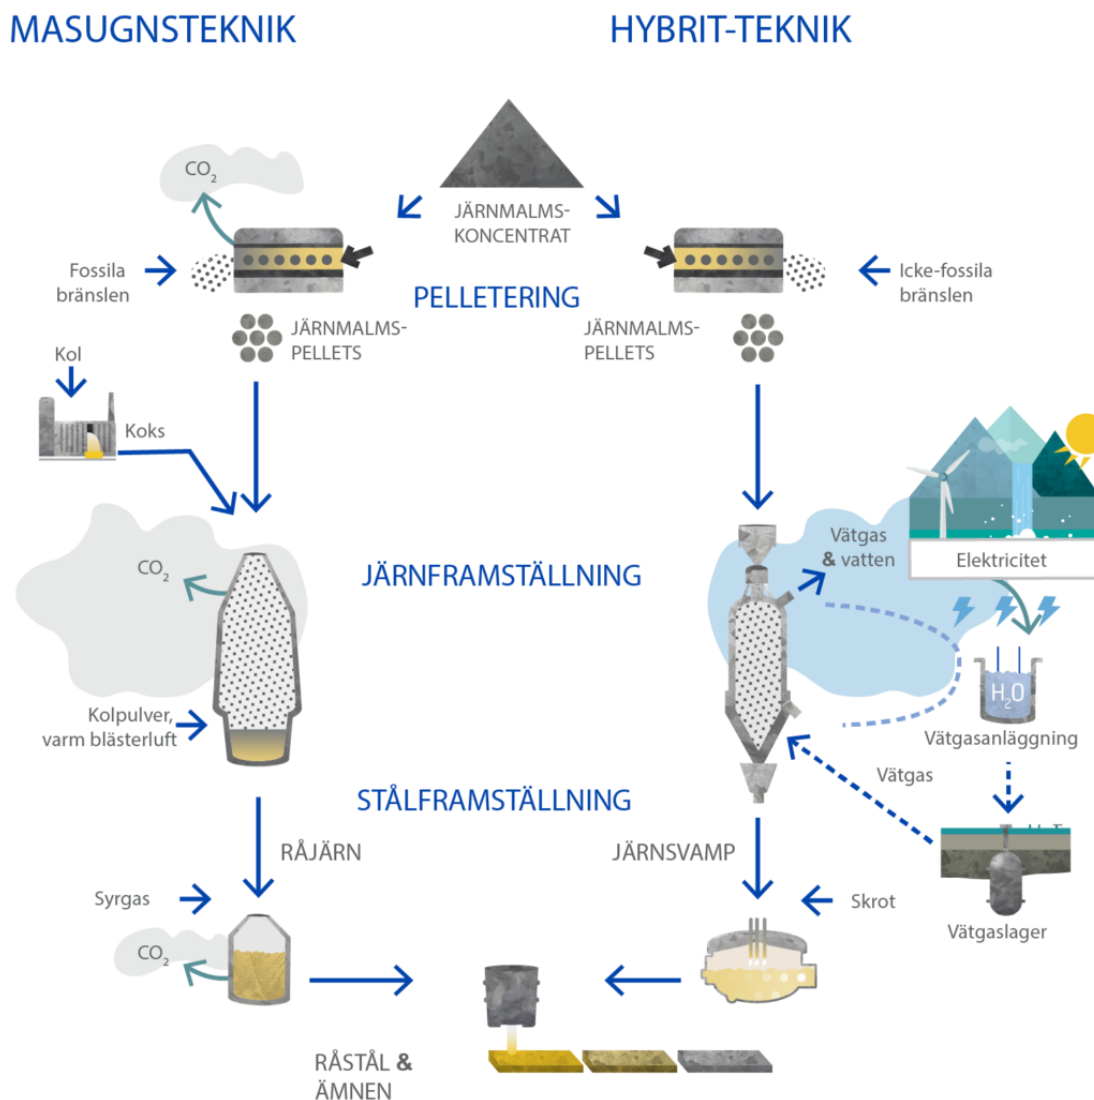 MASUGNSTEKNIK
HYBRIT-TEKNIK
CO₂
JÄRNMALMS-
KONCENTRAT
Fossila
bränslen
Icke-fossila
bränslen
PELLETERING
JÄRNMALMS-
PELLETS
JÄRNMALMS-
PELLETS
Kol
Koks
Vätgas
& vatten
Elektricitet
CO₂
JÄRNFRAMSTÄLLNING
H₂O
Kolpulver,
varm blästerluft
Vätgasanläggning
Vätgas
STÅLFRAMSTÄLLNING
RÅJÄRN
JÄRNSVAMP
Syrgas
Skrot
Vätgaslager
CO₂
RÅSTÅL &
ÄMNEN